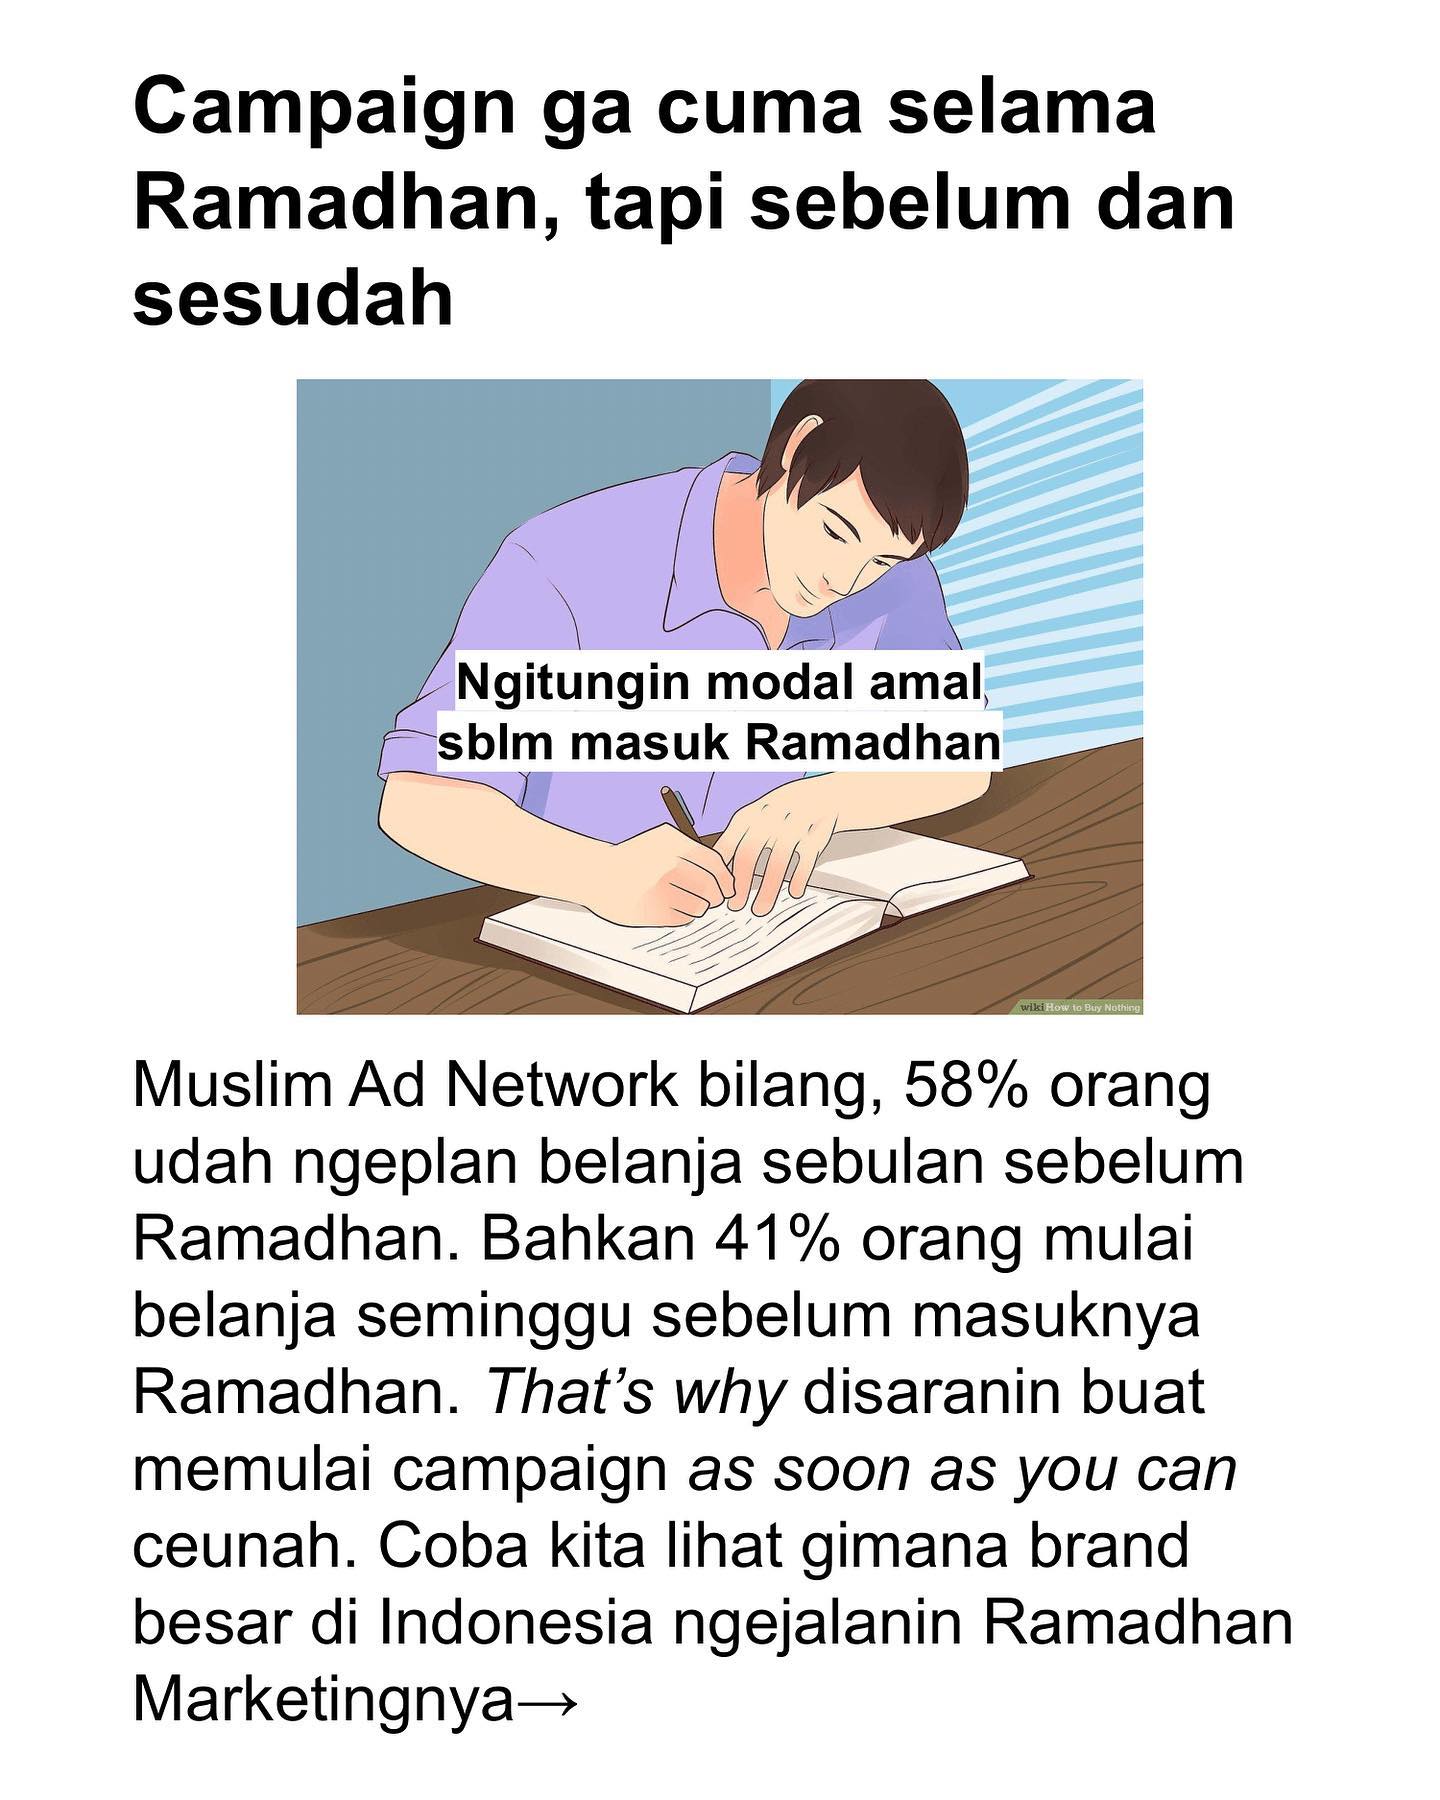 Campaign ga cuma selama
Ramadhan, tapi sebelum dan
sesudah
Ngitungin modal amal
sblm masuk Ramadhan
wikiHow to Buy Nothing
Muslim Ad Network bilang, 58% orang
udah ngeplan belanja sebulan sebelum
Ramadhan. Bahkan 41% orang mulai
belanja seminggu sebelum masuknya
Ramadhan. That’s why disaranin buat
memulai campaign as soon as you can
ceunah. Coba kita lihat gimana brand
besar di Indonesia ngejalanin Ramadhan
Marketingnya→